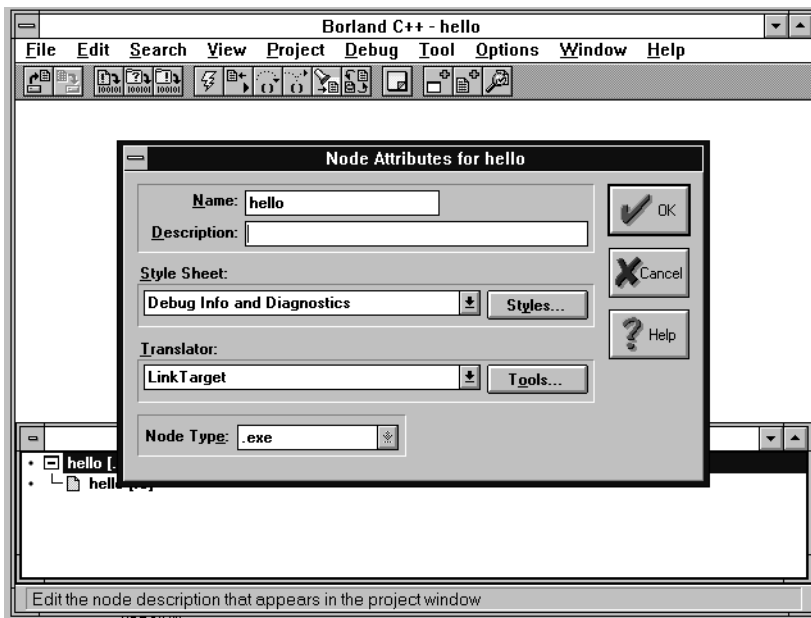 Borland C++ - hello
File Edit Search View Project Debug Tool Options Window Help
Node Attributes for hello
Name: hello
OK
Description:
Cancel
Style Sheet:
Debug Info and Diagnostics Styles...
Help
Translator:
LinkTarget Tools...
Node Type: .exe
hello [.
hello
Edit the node description that appears in the project window